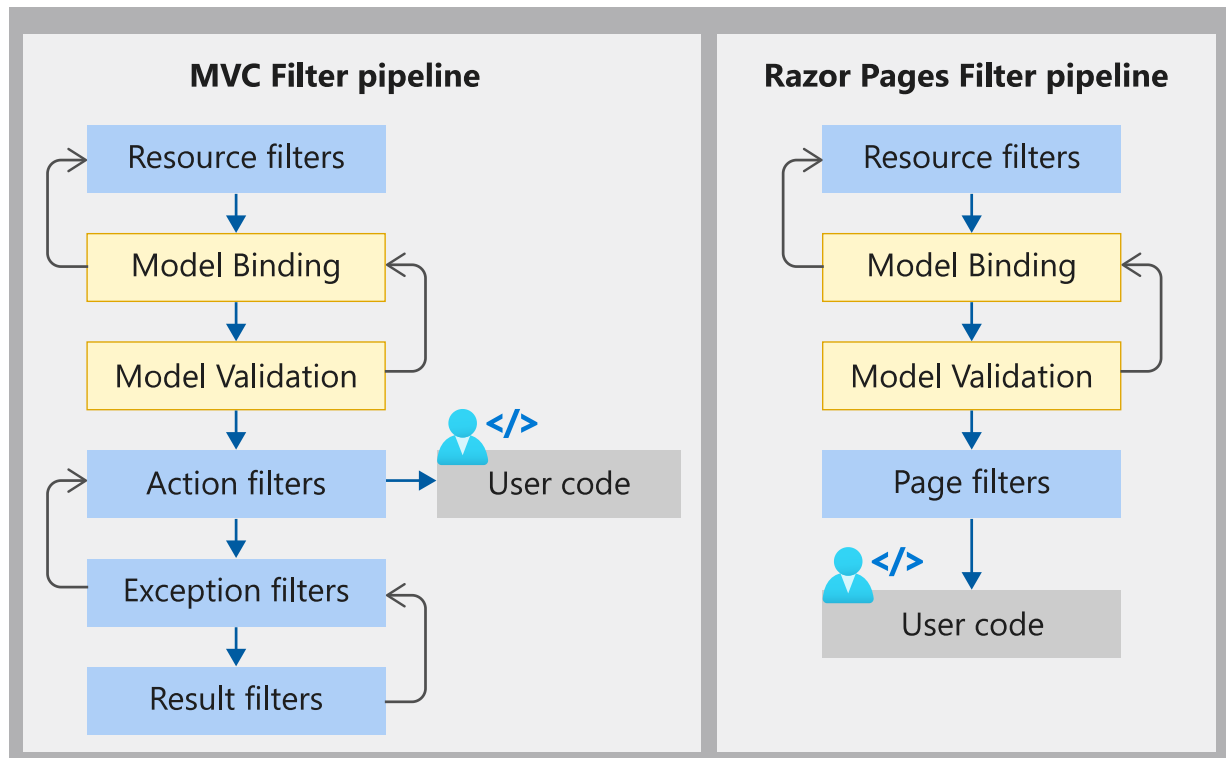 MVC Filter pipeline
Resource filters
Model Binding
Model Validation
Action filters
</>
User code
Exception filters
Result filters
Razor Pages Filter pipeline
Resource filters
Model Binding
Model Validation
Page filters
</>
User code